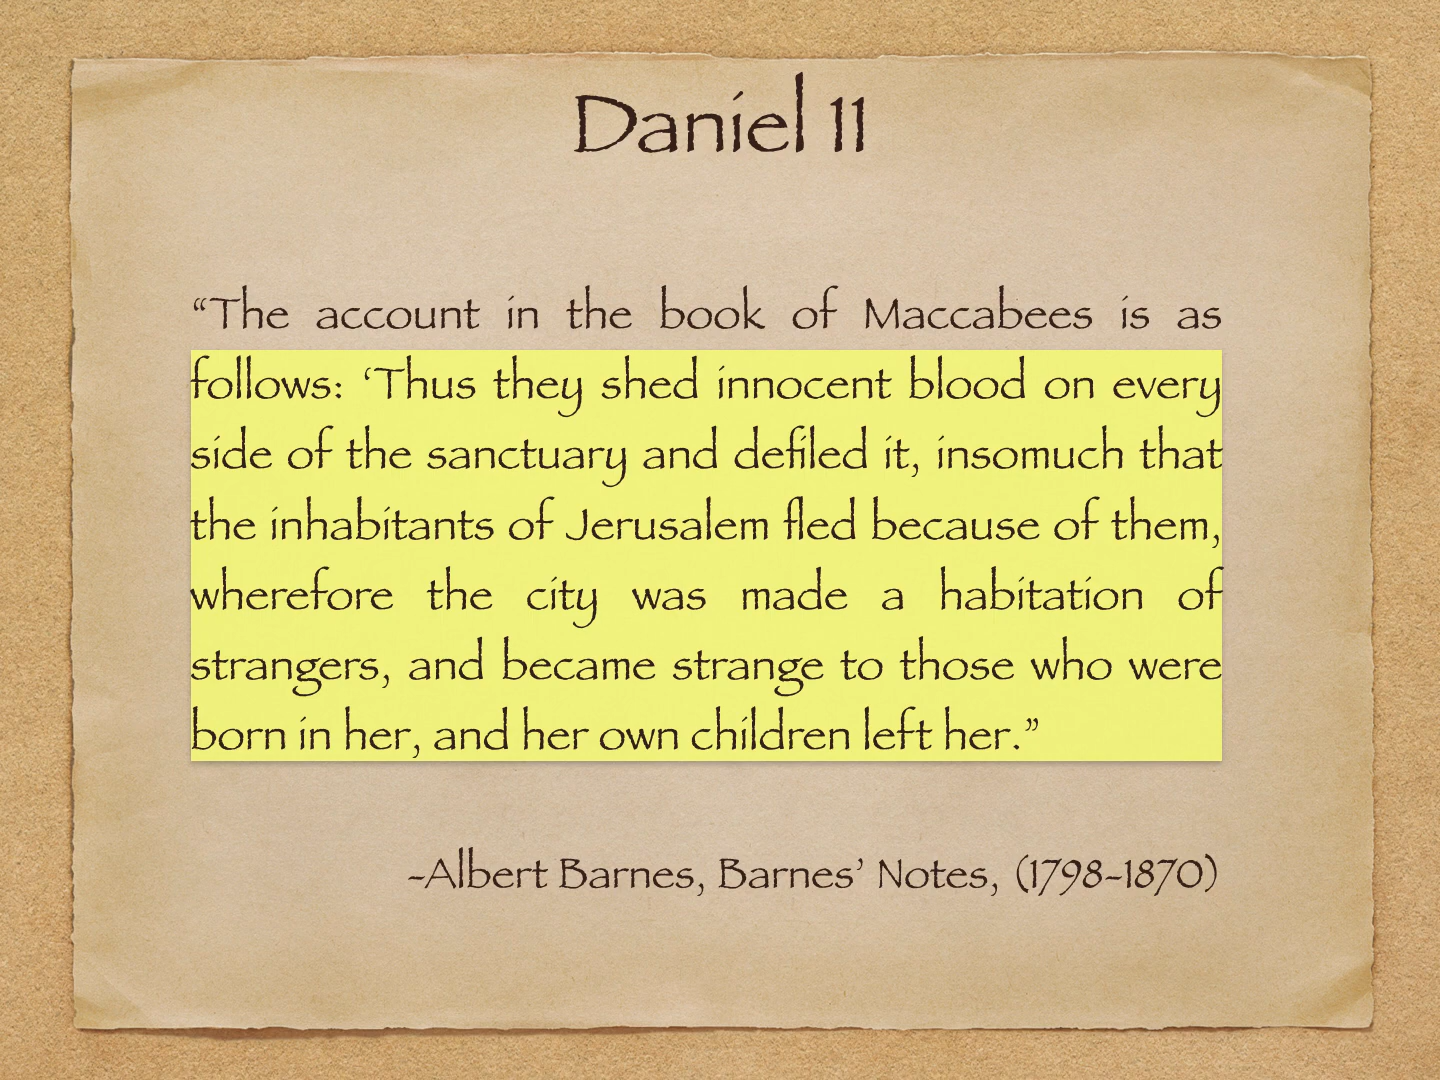 Daniel 11
“The account in the book of Maccabees is as
follows: ‘Thus they shed innocent blood on every
side of the sanctuary and defiled it, insomuch that
the inhabitants of Jerusalem fled because of them,
wherefore the city was made a habitation of
strangers, and became strange to those who were
born in her, and her own children left her.”
-Albert Barnes, Barnes’ Notes, (1798-1870)